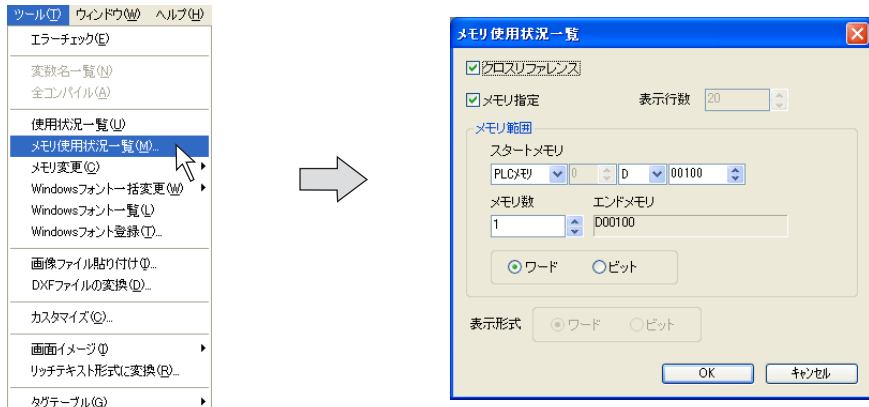 ツール(T) ウィンドウ(W) ヘルプ(H)
エラーチェック(E)
変数名一覧(N)
全コンパイル(A)
使用状況一覧(U)
メモリ使用状況一覧(M)...
メモリ変更(C)
Windowsフォント一括変更(W)
Windowsフォント一覧(L)
Windowsフォント登録(T)...
画像ファイル貼り付け(I)...
DXFファイルの変換(D)...
カスタマイズ(C)...
画面イメージ(I)
リッチテキスト形式に変換(R)...
タグテーブル(G)
メモリ使用状況一覧
クロスリファレンス
メモリ指定 表示行数 20
メモリ範囲
スタートメモリ
PLCメモリ 0 D 00100
メモリ数 エンドメモリ
1 D00100
ワード ビット
表示形式 ワード ビット
OK キャンセル